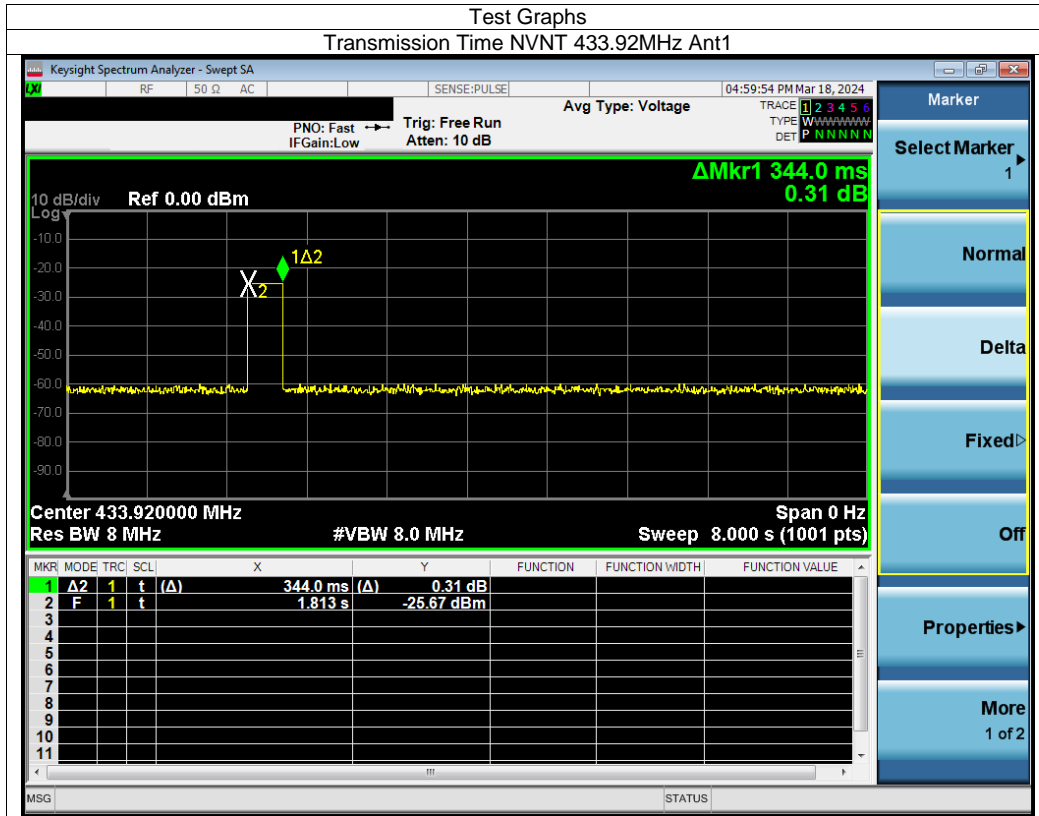 Test Graphs
Transmission Time NVNT 433.92MHz Ant1
Keysight Spectrum Analyzer - Swept SA
LXI RF 50 Ω AC SENSE:PULSE 04:59:54 PM Mar 18, 2024
Avg Type: Voltage
TRACE 1 2 3 4 5 6
PNO: Fast Trig: Free Run
TYPE W W W W W W
IFGain:Low Atten: 10 dB
DET P N N N N N
ΔMkr1 344.0 ms
0.31 dB
10 dB/div Ref 0.00 dBm
Log
-10.0
-20.0
-30.0
-40.0
-50.0
-60.0
-70.0
-80.0
-90.0
1Δ2
2
Center 433.920000 MHz Span 0 Hz
Res BW 8 MHz #VBW 8.0 MHz Sweep 8.000 s (1001 pts)
MKR MODE TRC SCL X Y FUNCTION FUNCTION WIDTH FUNCTION VALUE
1 Δ2 1 t (Δ) 344.0 ms (Δ) 0.31 dB
2 F 1 t 1.813 s -25.67 dBm
3
4
5
6
7
8
9
10
11
MSG STATUS
Marker
Select Marker
1
Normal
Delta
Fixed
Off
Properties
More
1 of 2